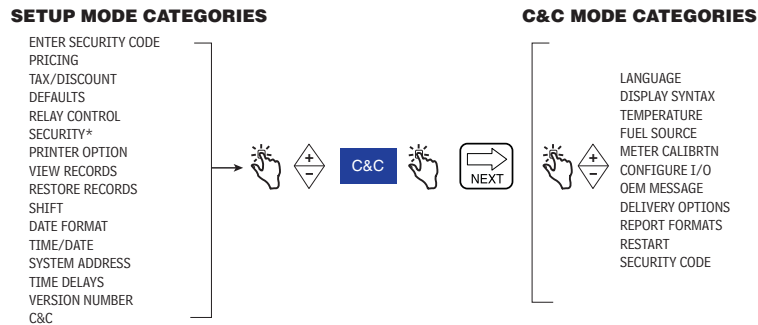 SETUP MODE CATEGORIES
ENTER SECURITY CODE
PRICING
TAX/DISCOUNT
DEFAULTS
RELAY CONTROL
SECURITY*
PRINTER OPTION
VIEW RECORDS
RESTORE RECORDS
SHIFT
DATE FORMAT
TIME/DATE
SYSTEM ADDRESS
TIME DELAYS
VERSION NUMBER
C&C
+
−
C&C
NEXT
+
−
C&C MODE CATEGORIES
LANGUAGE
DISPLAY SYNTAX
TEMPERATURE
FUEL SOURCE
METER CALIBRTN
CONFIGURE I/O
OEM MESSAGE
DELIVERY OPTIONS
REPORT FORMATS
RESTART
SECURITY CODE